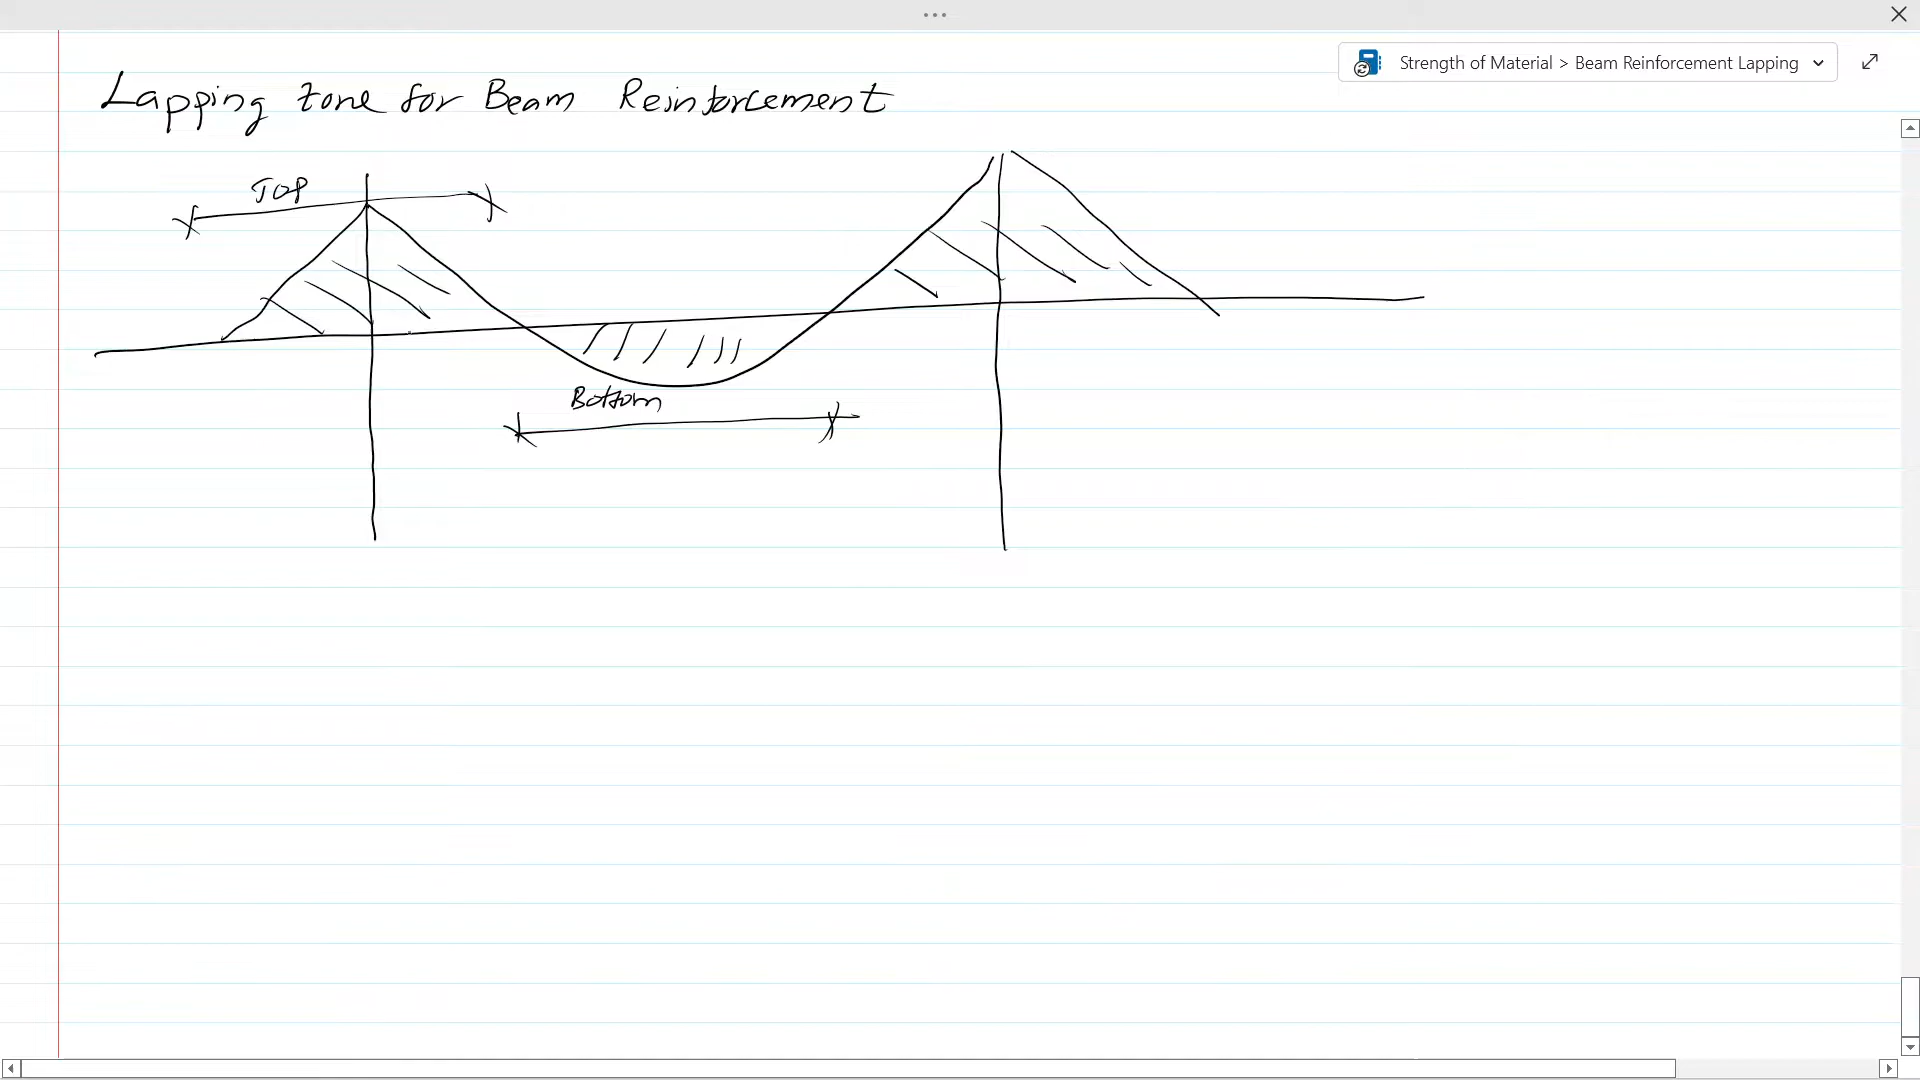 Strength of Material > Beam Reinforcement Lapping
Lapping zone for Beam Reinforcement
TOP
Bottom